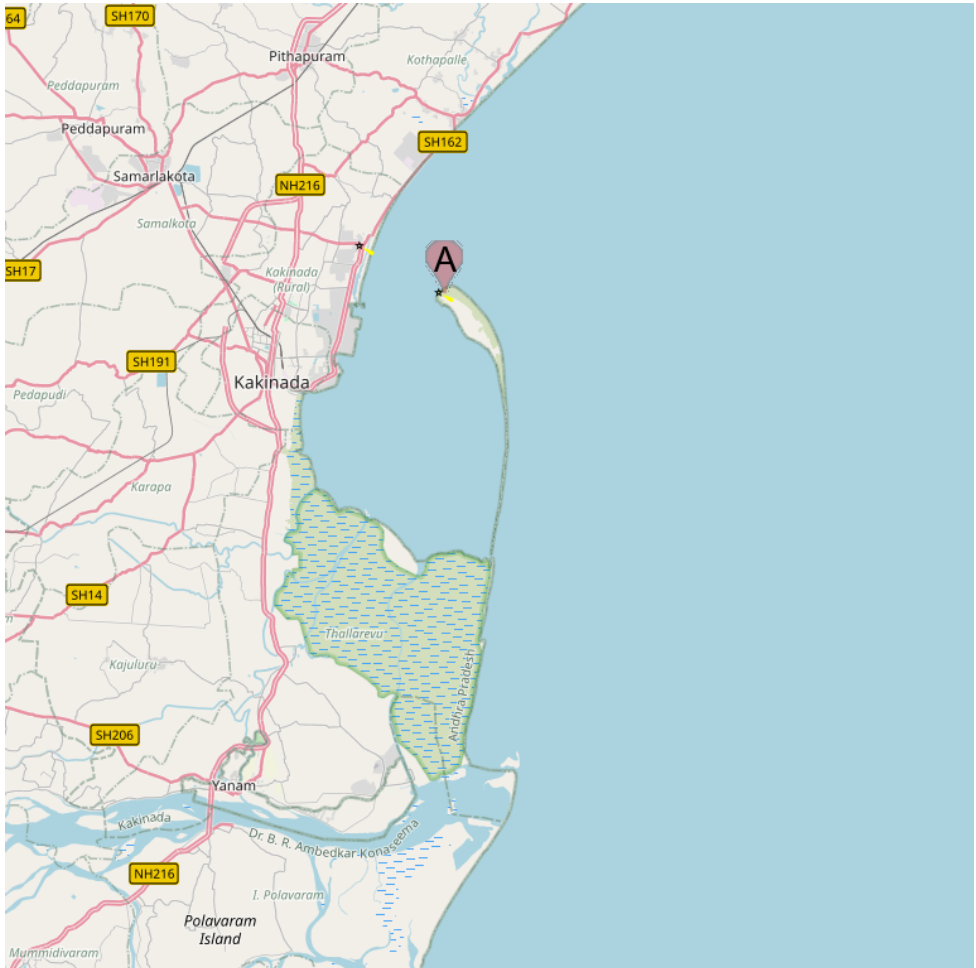 64
SH170
Pithapuram
Kothapalle
Peddapuram
Peddapuram
SH162
Samarlakota
NH216
Samalkota
A
SH17
Kakinada
(Rural)
SH191
Kakinada
Pedapudi
Karapa
SH14
Thallarevu
Kajuluru
Andhra Pradesh
SH206
Yanam
Kakinada
Dr. B. R. Ambedkar-Konaseema
NH216
I. Polavaram
Polavaram
Island
Mummidivaram